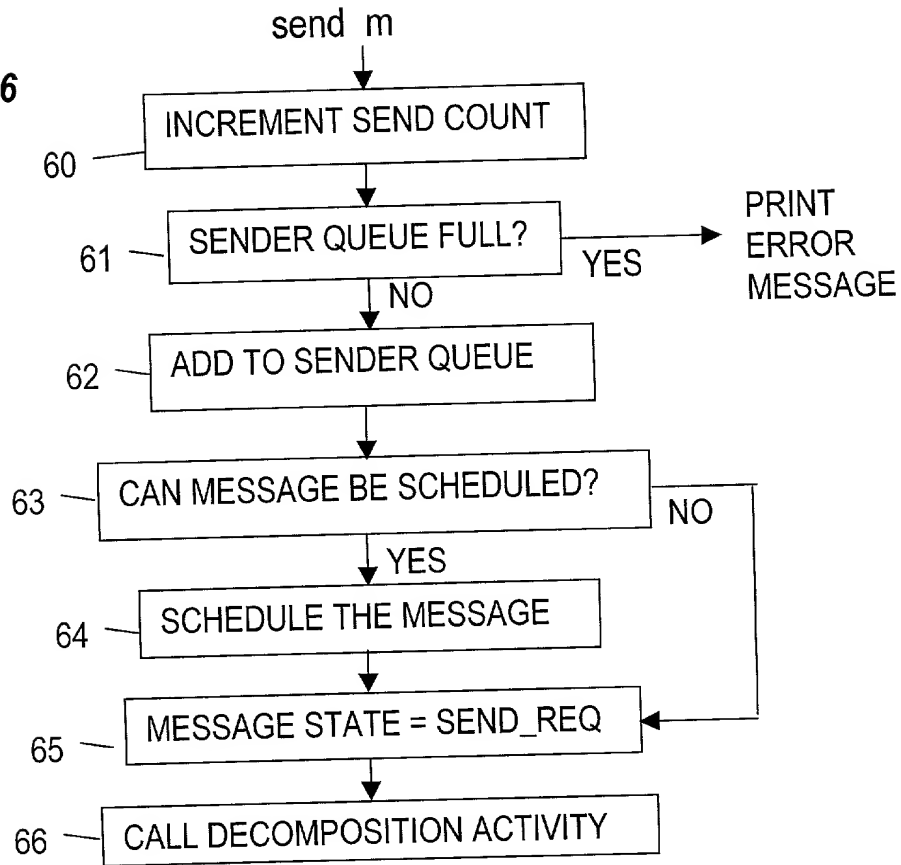 send m
6
INCREMENT SEND COUNT
60
SENDER QUEUE FULL?
61
YES
PRINT
ERROR
MESSAGE
NO
ADD TO SENDER QUEUE
62
CAN MESSAGE BE SCHEDULED?
63
NO
YES
SCHEDULE THE MESSAGE
64
MESSAGE STATE = SEND_REQ
65
CALL DECOMPOSITION ACTIVITY
66